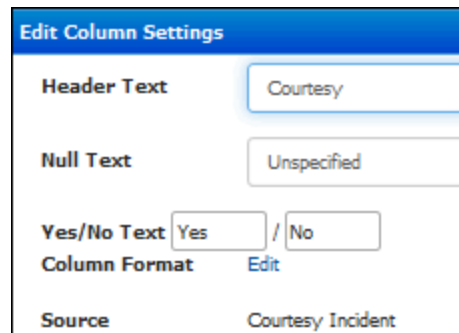 Edit Column Settings
Header Text Courtesy
Null Text Unspecified
Yes/No Text Yes / No
Column Format Edit
Source Courtesy Incident